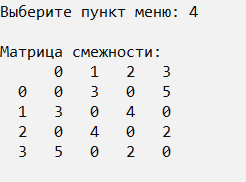 Выберите пункт меню: 4
Матрица смежности:
0 1 2 3
0 0 3 0 5
1 3 0 4 0
2 0 4 0 2
3 5 0 2 0